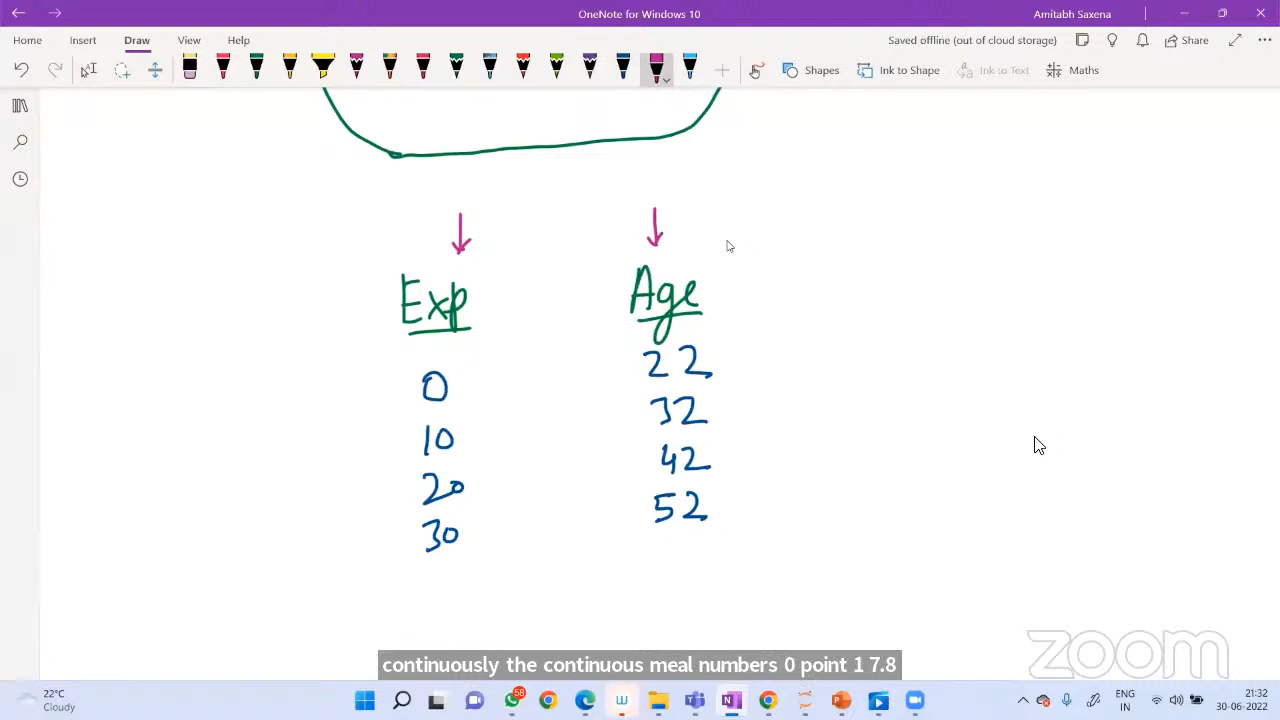 OneNote for Windows 10
Amitabh Saxena
Home Insert Draw View Help
Saved offline (out of cloud storage)
Share
Shapes
Ink to Shape
Ink to Text
Maths
Exp Age
0 22
10 32
20 42
30 52
zoom
continuously the continuous meal numbers 0 point 1 7.8
22°C
Cloudy
58
ENG
IN
21:32
30-06-2022